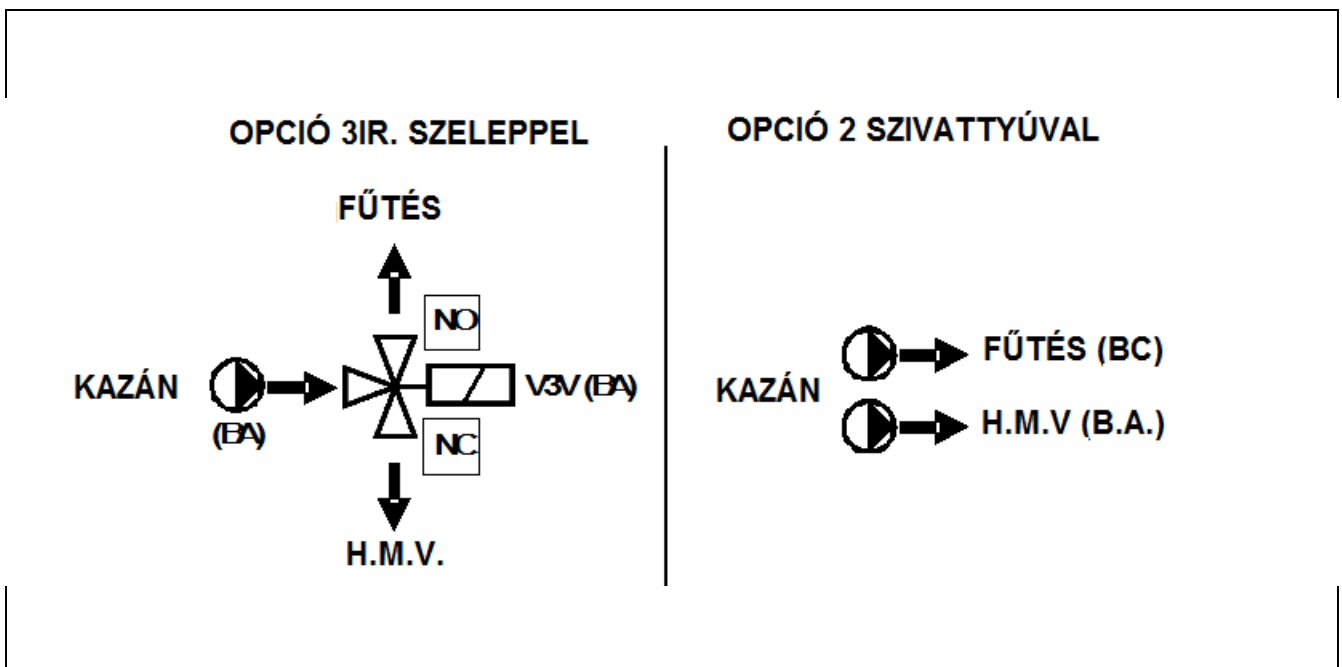 OPCIÓ 3IR. SZELEPPEL
FŰTÉS
NO
KAZÁN
(BA)
V3V (BA)
NC
H.M.V.
OPCIÓ 2 SZIVATTYÚVAL
FŰTÉS (BC)
KAZÁN
H.M.V (B.A.)